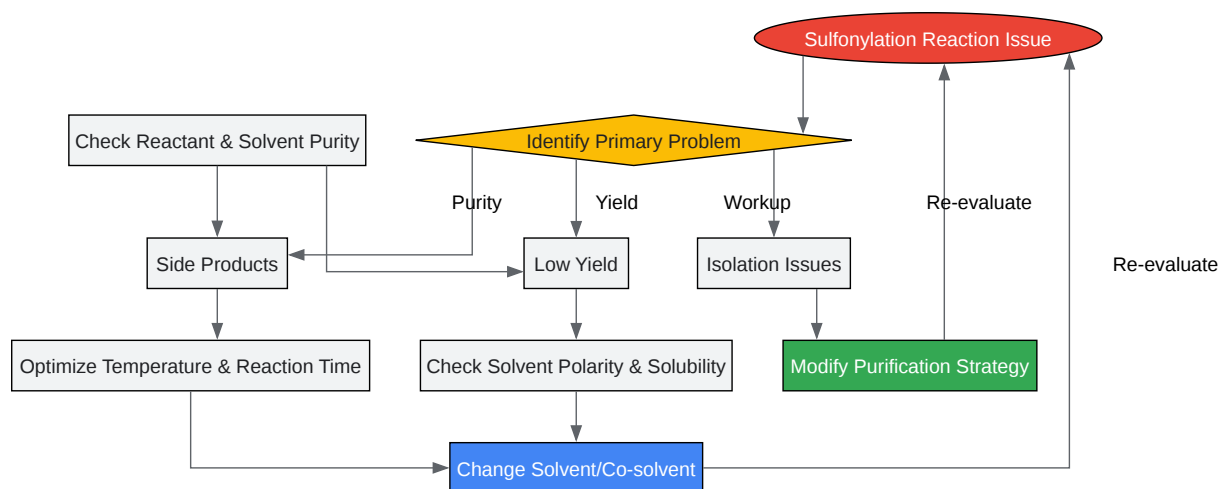 Sulfonylation Reaction Issue
Check Reactant & Solvent Purity
Identify Primary Problem
Purity
Yield
Workup
Re-evaluate
Side Products
Low Yield
Isolation Issues
Re-evaluate
Optimize Temperature & Reaction Time
Check Solvent Polarity & Solubility
Modify Purification Strategy
Change Solvent/Co-solvent